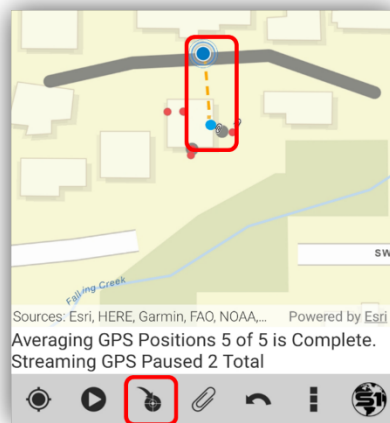 SW
Falling Creek
Sources: Esri, HERE, Garmin, FAO, NOAA,... Powered by Esri
Averaging GPS Positions 5 of 5 is Complete.
Streaming GPS Paused 2 Total
S1